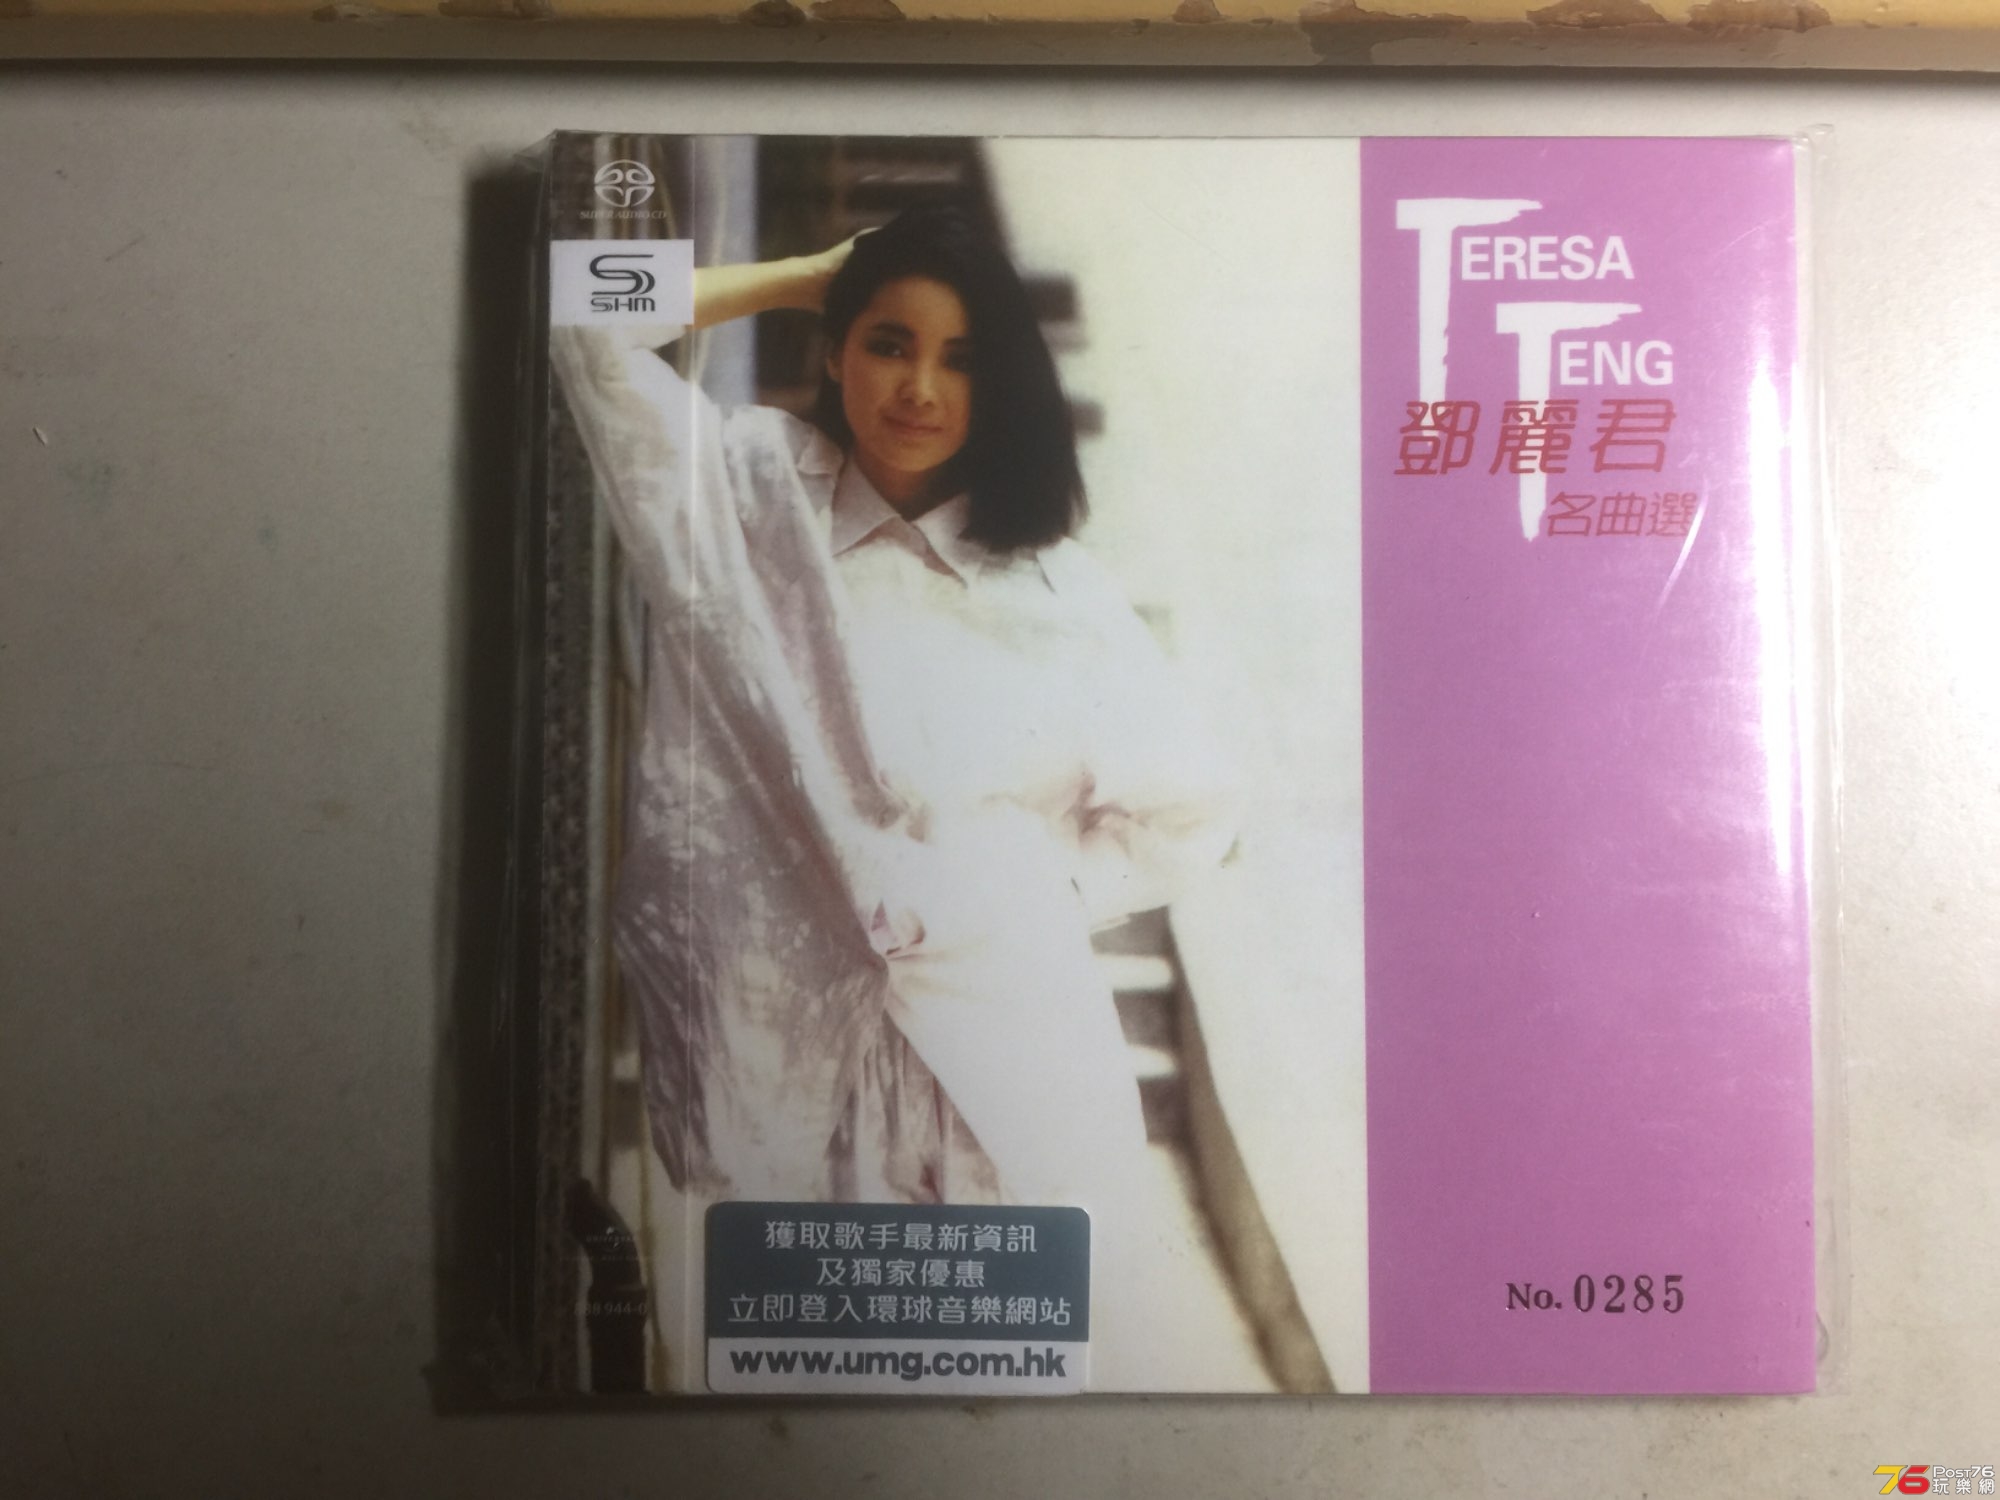 SUPER AUDIO CD
SHM
TERESA
TENG
鄧麗君
名曲選
UNIVERSAL
獲取歌手最新資訊
及獨家優惠
立即登入環球音樂網站
www.umg.com.hk
No. 0285
76 Post76
玩樂網